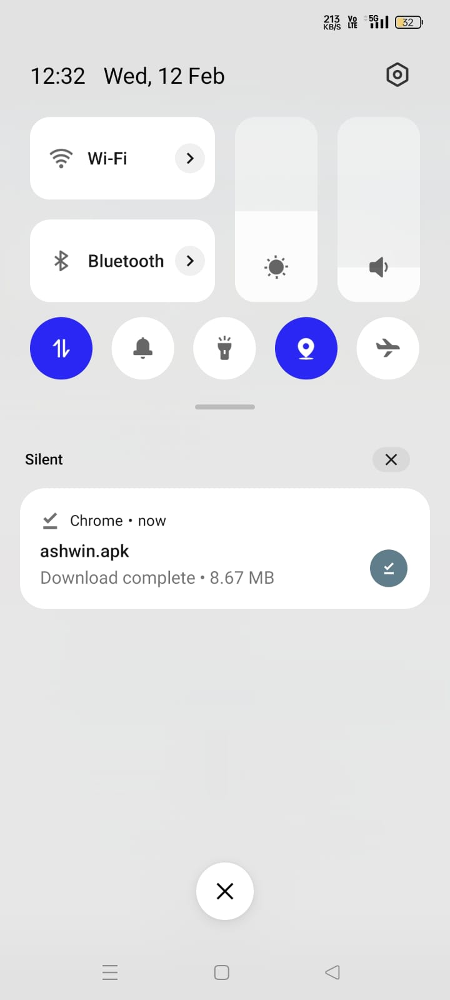 213 KB/S Vo LTE 5G 32
12:32 Wed, 12 Feb
Wi-Fi
Bluetooth
Silent
Chrome • now
ashwin.apk
Download complete • 8.67 MB